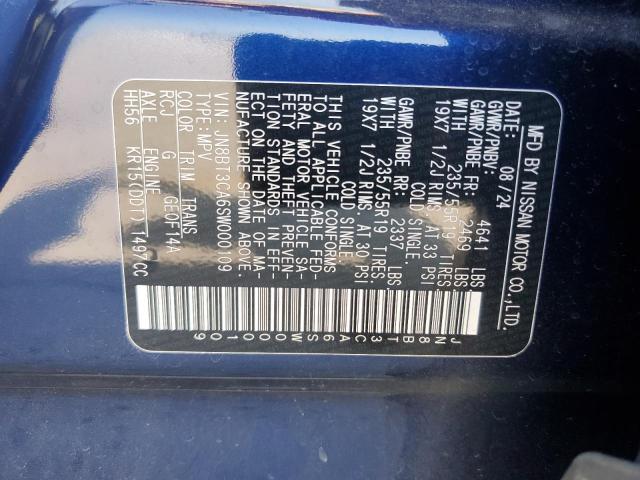 MFD BY NISSAN MOTOR CO.,LTD.
08/24
GVWR/PNBV: 4641 LBS
GAWR/PNBE FR: 2469 LBS
WITH 235/55R19 TIRES,
19X7 1/2J RIMS, AT 33 PSI
COLD SINGLE.
GAWR/PNBE RR: 2337 LBS
WITH 235/55R19 TIRES,
19X7 1/2J RIMS, AT 30 PSI
COLD SINGLE.
THIS VEHICLE CONFORMS
TO ALL APPLICABLE FED-
ERAL MOTOR VEHICLE SA-
FETY AND THEFT PREVEN-
TION STANDARDS IN EFF-
ECT ON THE DATE OF MA-
NUFACTURE SHOWN ABOVE.
VIN: JN8BT3CA6SW000109
TYPE:MPV
COLOR TRIM TRANS
RCJ G GE0F14A
AXLE ENGINE
HH56 KR15(DDT) 1497CC
JN8BT3CA6SW000109